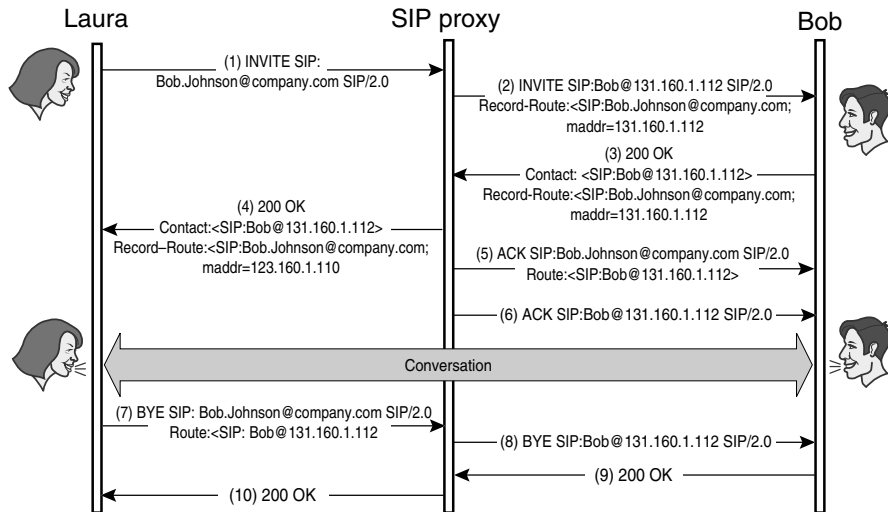 Laura
SIP proxy
Bob
(1) INVITE SIP:
Bob.Johnson@company.com SIP/2.0
(2) INVITE SIP:Bob@131.160.1.112 SIP/2.0
Record-Route:<SIP:Bob.Johnson@company.com;
maddr=131.160.1.112
(3) 200 OK
Contact: <SIP:Bob@131.160.1.112>
Record-Route:<SIP:Bob.Johnson@company.com;
maddr=131.160.1.112
(4) 200 OK
Contact:<SIP:Bob@131.160.1.112>
Record–Route:<SIP:Bob.Johnson@company.com;
maddr=123.160.1.110
(5) ACK SIP:Bob.Johnson@company.com SIP/2.0
Route:<SIP:Bob@131.160.1.112>
(6) ACK SIP:Bob@131.160.1.112 SIP/2.0
Conversation
(7) BYE SIP: Bob.Johnson@company.com SIP/2.0
Route:<SIP: Bob@131.160.1.112
(8) BYE SIP:Bob@131.160.1.112 SIP/2.0
(9) 200 OK
(10) 200 OK